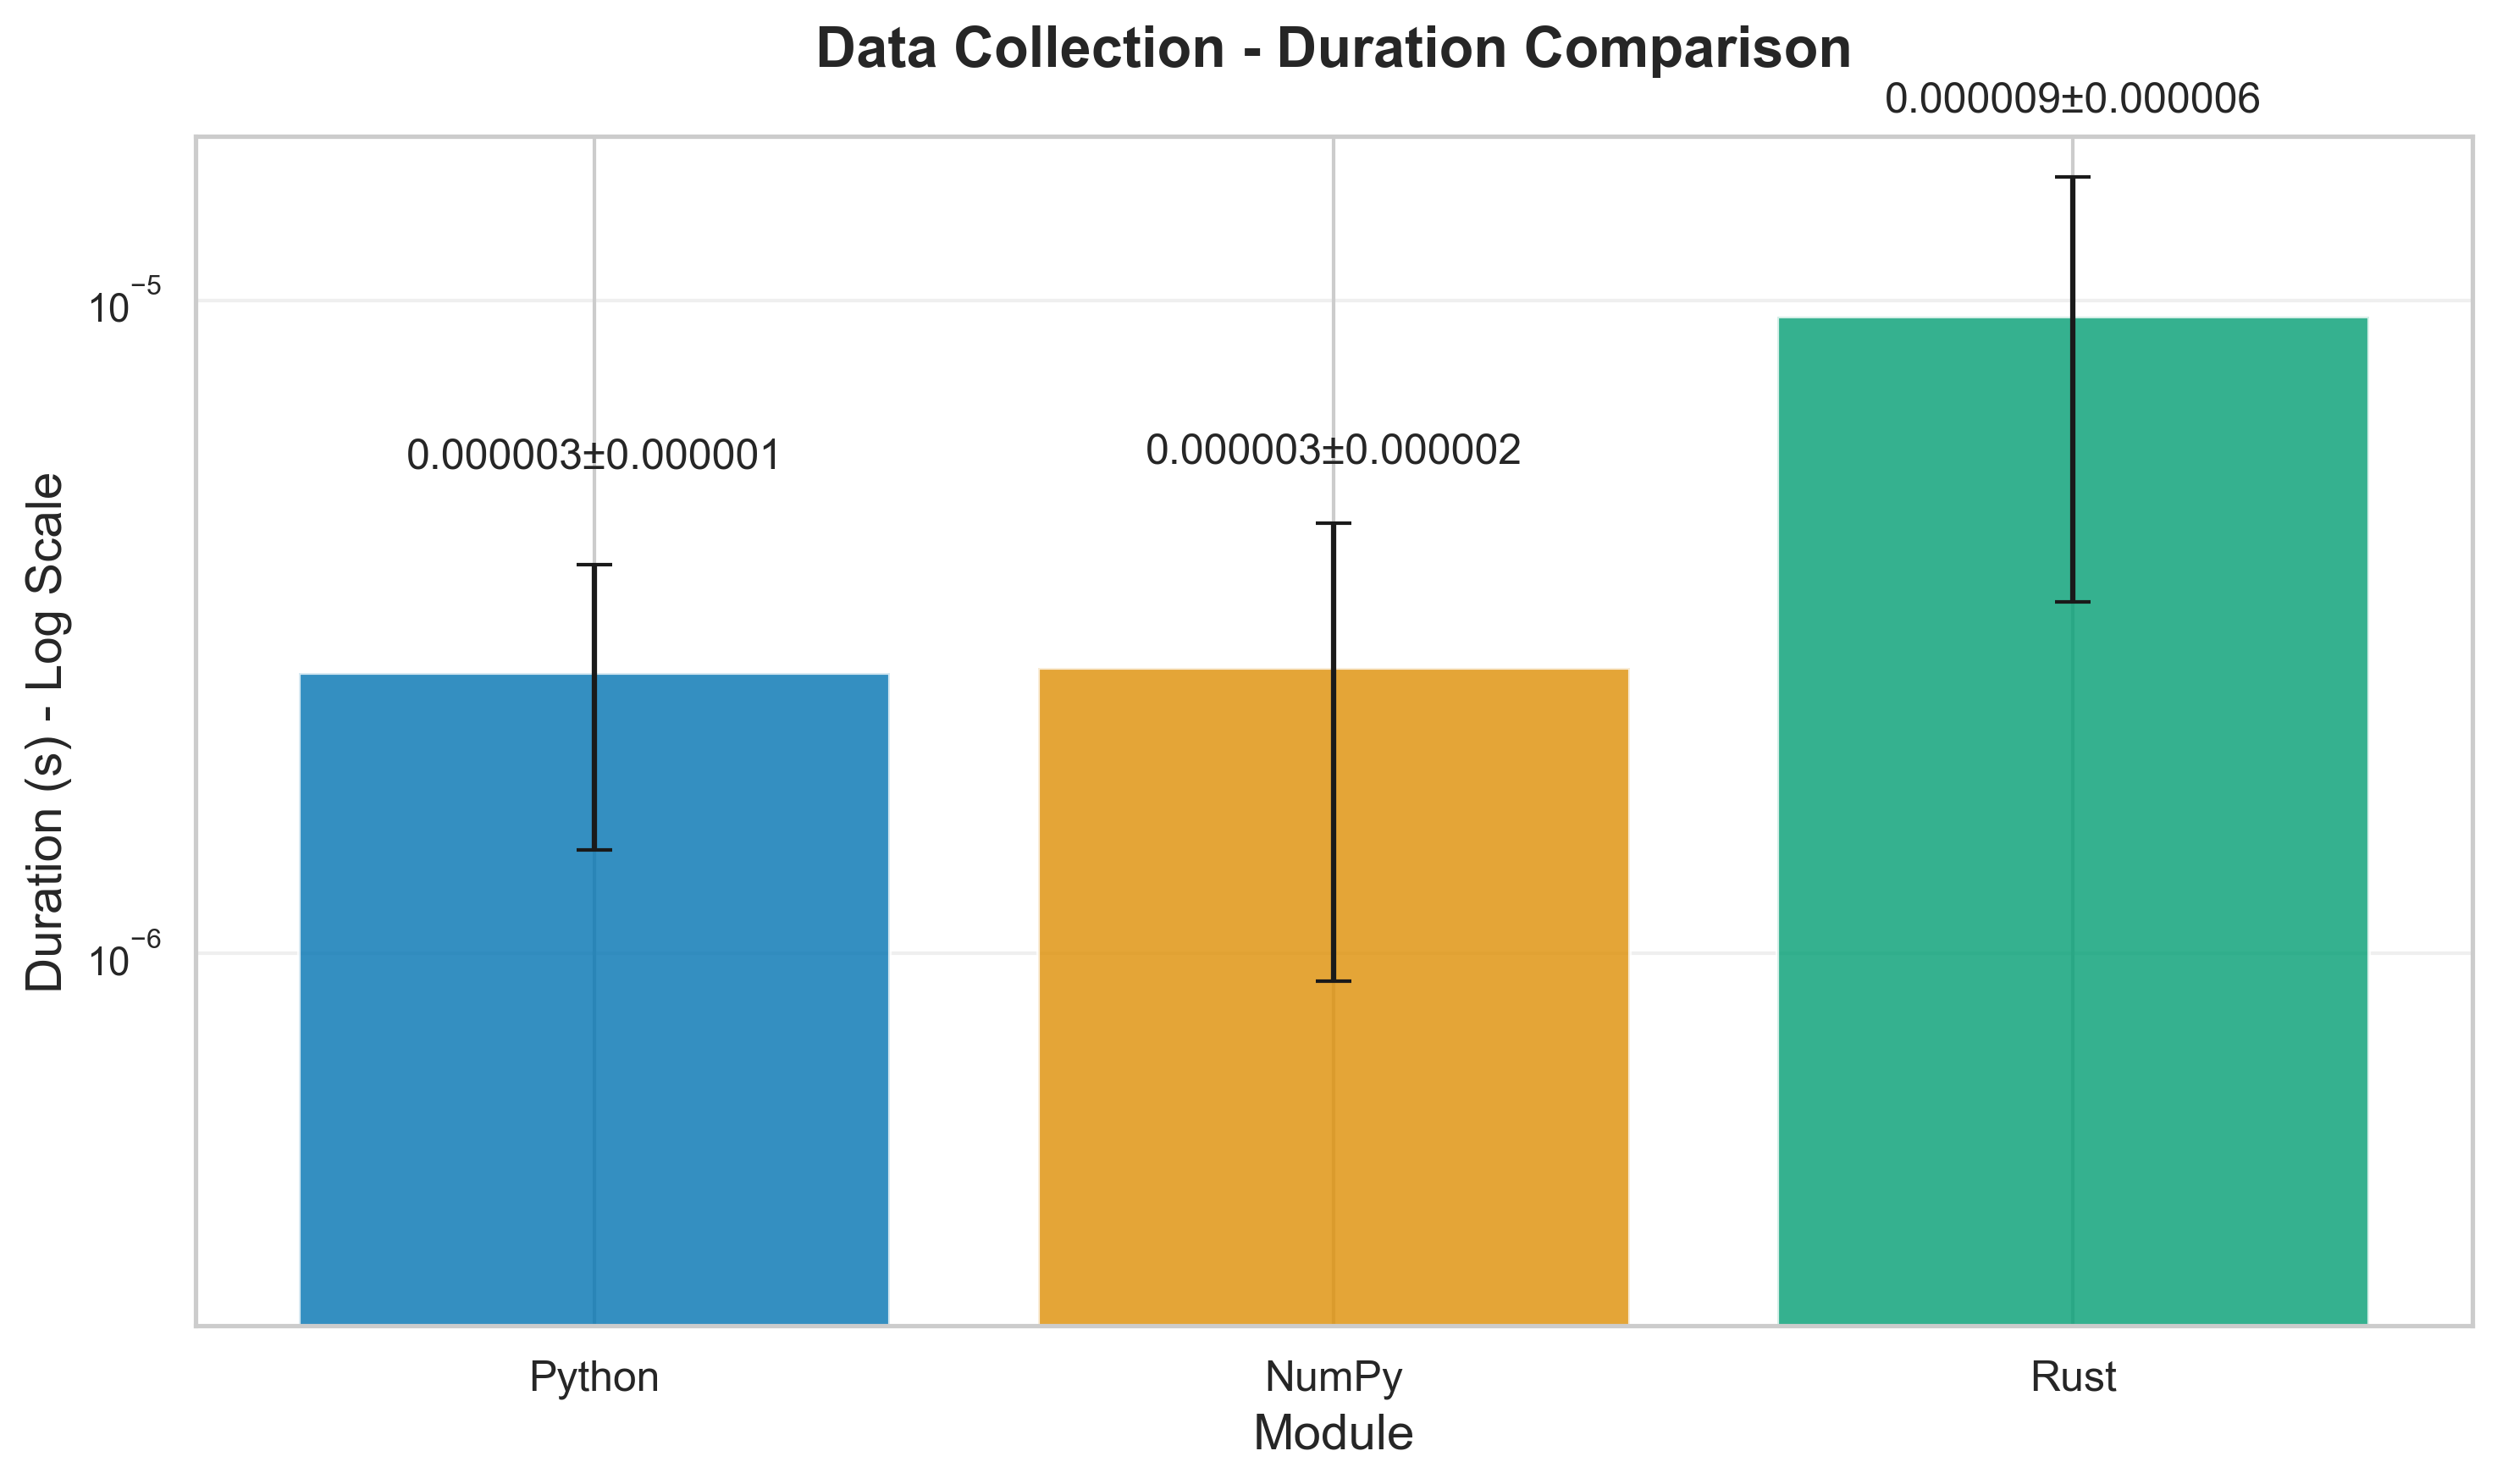 Data Collection - Duration Comparison
0.000009±0.000006
10⁻⁵
0.000003±0.000001
0.000003±0.000002
Duration (s) - Log Scale
10⁻⁶
Python
NumPy
Rust
Module